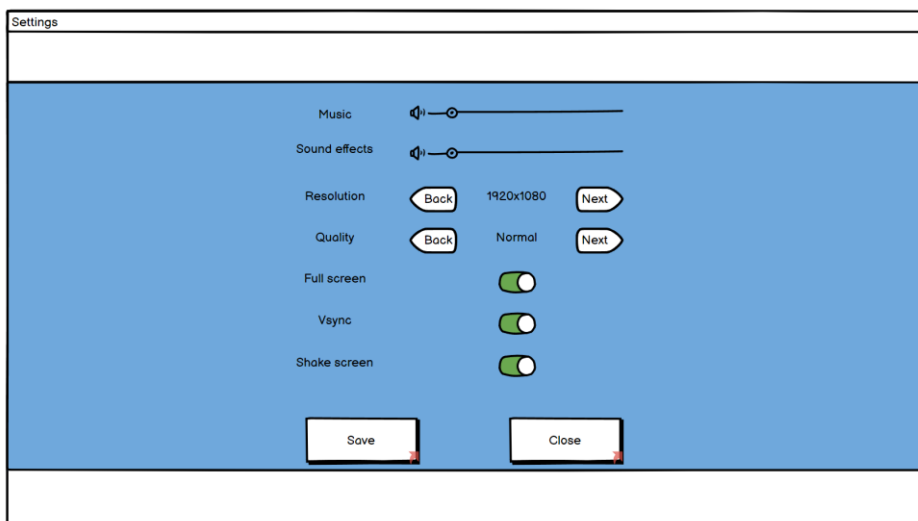 Settings
Music
Sound effects
Resolution Back 1920x1080 Next
Quality Back Normal Next
Full screen
Vsync
Shake screen
Save Close